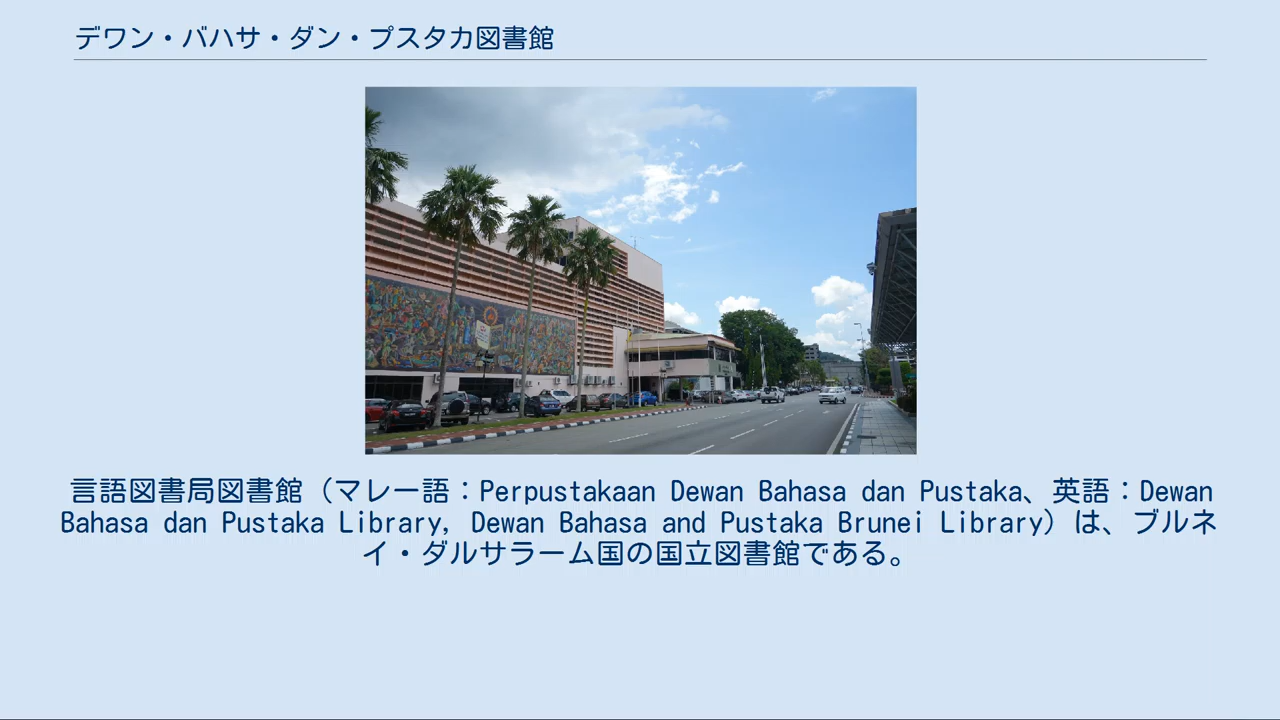 デワン・バハサ・ダン・プスタカ図書館
言語図書局図書館（マレー語：Perpustakaan Dewan Bahasa dan Pustaka、英語：Dewan
Bahasa dan Pustaka Library, Dewan Bahasa and Pustaka Brunei Library）は、ブルネ
イ・ダルサラーム国の国立図書館である。